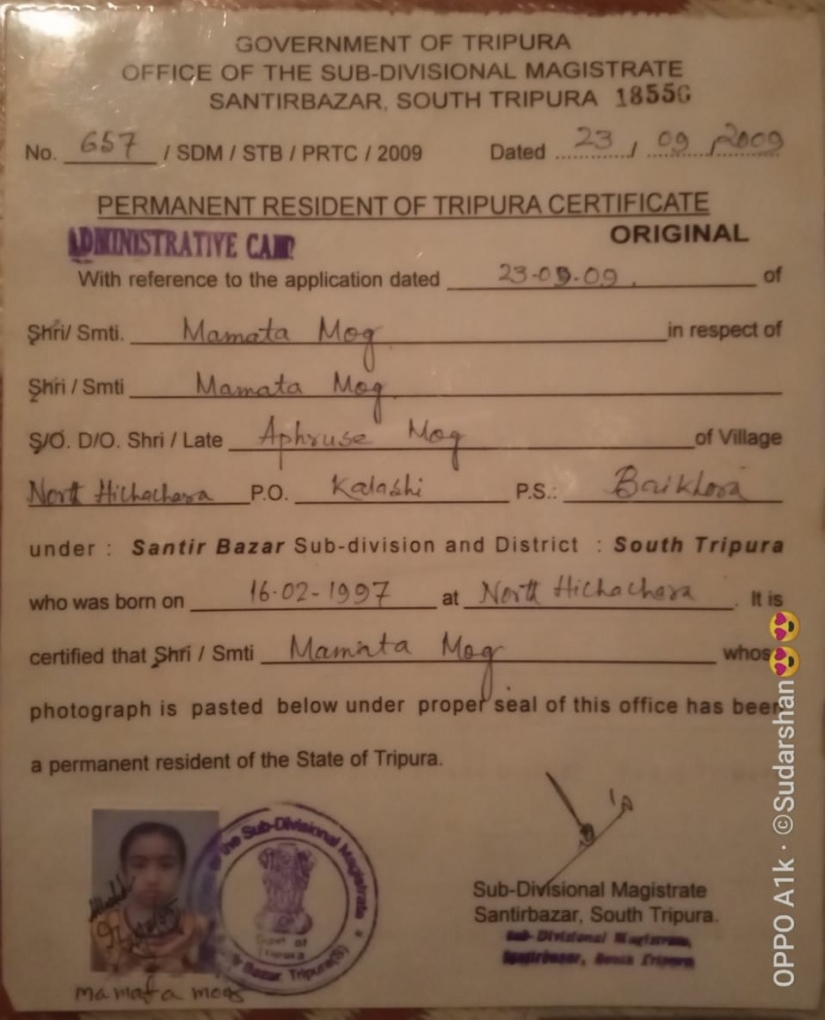 GOVERNMENT OF TRIPURA
OFFICE OF THE SUB-DIVISIONAL MAGISTRATE
SANTIRBAZAR, SOUTH TRIPURA 18556
No. 657 / SDM / STB / PRTC / 2009 Dated 23 / 09 / 2009
PERMANENT RESIDENT OF TRIPURA CERTIFICATE
ADMINISTRATIVE CAMP ORIGINAL
With reference to the application dated 23-09-09. of
Shri/ Smti. Mamata Mog in respect of
Shri / Smti Mamata Mog
S/O. D/O. Shri / Late Aphruse Mog of Village
North Hichachara P.O. Kalashi P.S.: Baikhora
under : Santir Bazar Sub-division and District : South Tripura
who was born on 16-02-1997 at North Hichachara. It is
certified that Shri / Smti Mamata Mog whos
photograph is pasted below under proper seal of this office has been
a permanent resident of the State of Tripura.
the Sub-Divisional Magistrate
Govt of
Tripura
Bazar Tripura(S)
mamata mog
Sub-Divisional Magistrate
Santirbazar, South Tripura.
Sub-Divisional Magistrate,
Santirbazar, South Tripura
OPPO A1k · ©Sudarshan😍😍